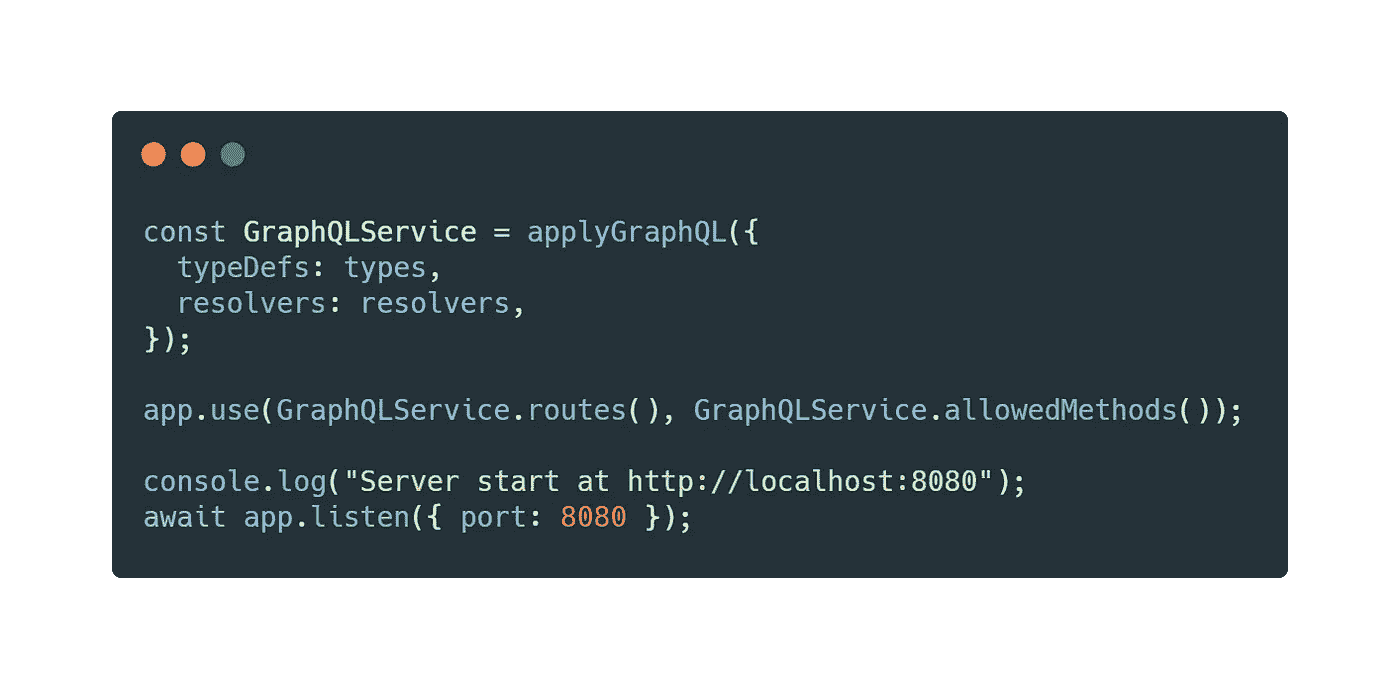 const GraphQLService = applyGraphQL({
  typeDefs: types,
  resolvers: resolvers,
});
app.use(GraphQLService.routes(), GraphQLService.allowedMethods());
console.log("Server start at http://localhost:8080");
await app.listen({ port: 8080 });